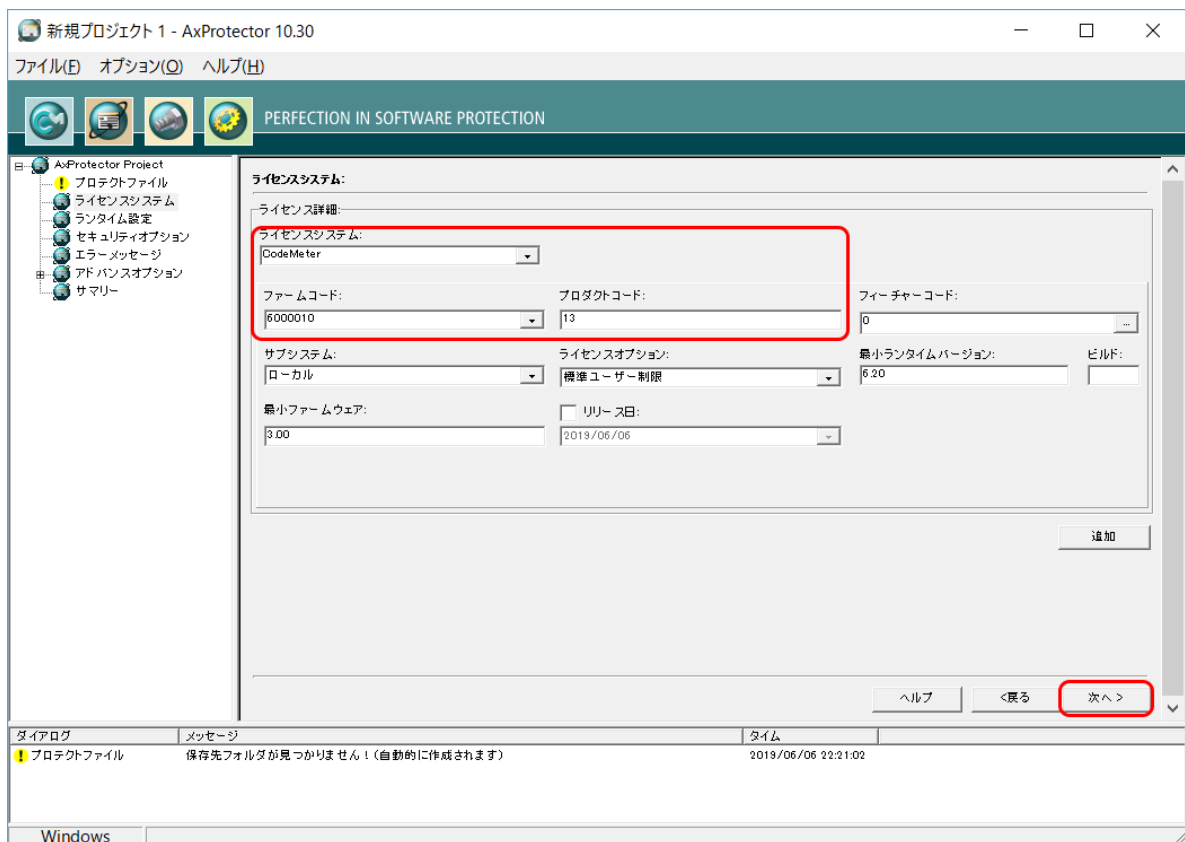 新規プロジェクト 1 - AxProtector 10.30
ファイル(F) オプション(O) ヘルプ(H)
PERFECTION IN SOFTWARE PROTECTION
AxProtector Project
プロテクトファイル
ライセンスシステム
ランタイム設定
セキュリティオプション
エラーメッセージ
アドバンスオプション
サマリー
ライセンスシステム:
ライセンス詳細:
ライセンスシステム:
CodeMeter
ファームコード: プロダクトコード: フィーチャーコード:
6000010 13 0 ...
サブシステム: ライセンスオプション: 最小ランタイムバージョン: ビルド:
ローカル 標準ユーザー制限 6.20
最小ファームウェア: リリース日:
3.00 2019/06/06
追加
ヘルプ <戻る 次へ >
ダイアログ メッセージ タイム
プロテクトファイル 保存先フォルダが見つかりません！(自動的に作成されます) 2019/06/06 22:21:02
Windows